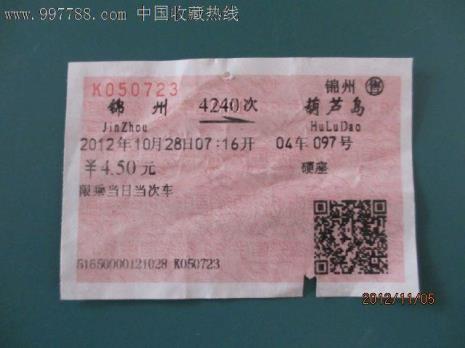 www.997788.com 中国收藏热线
K050723
锦州 售
锦州 4240次 葫芦岛
JinZhou HuLuDao
2012年10月28日07:16开 04车 097号
￥4.50元 硬座
限乘当日当次车
61650000121028 K050723
2012/11/05